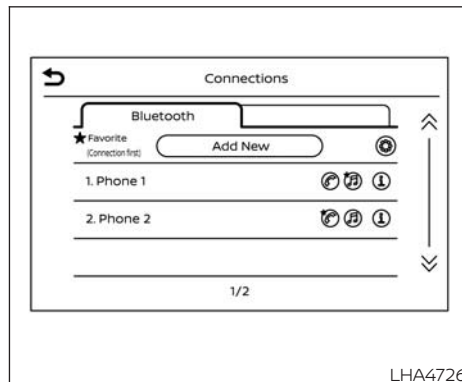 Connections
Bluetooth
★Favorite
(Connection first)
Add New
1. Phone 1
2. Phone 2
1/2
LHA4726